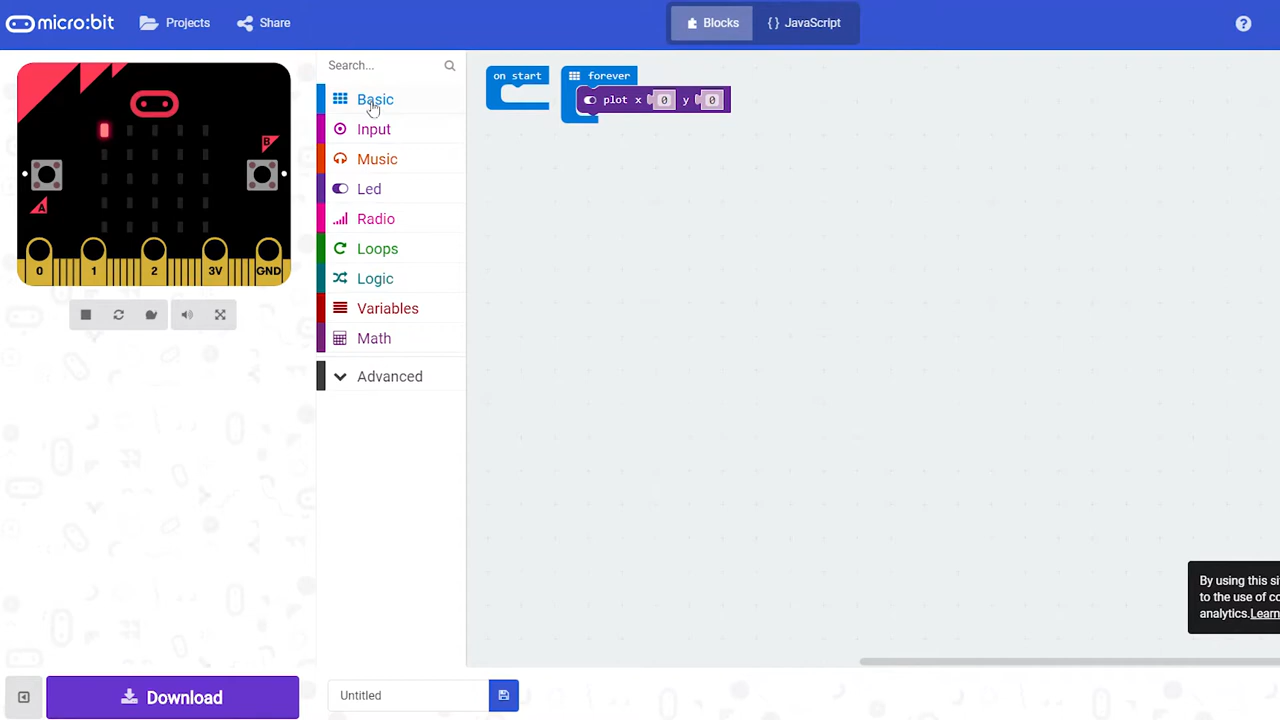 micro:bit
Projects
Share
Blocks
{ } JavaScript
?
Search...
Basic
Input
Music
Led
Radio
Loops
Logic
Variables
Math
Advanced
on start
forever
plot x 0 y 0
A
B
0 1 2 3V GND
By using this si
to the use of co
analytics.Learn
Download
Untitled